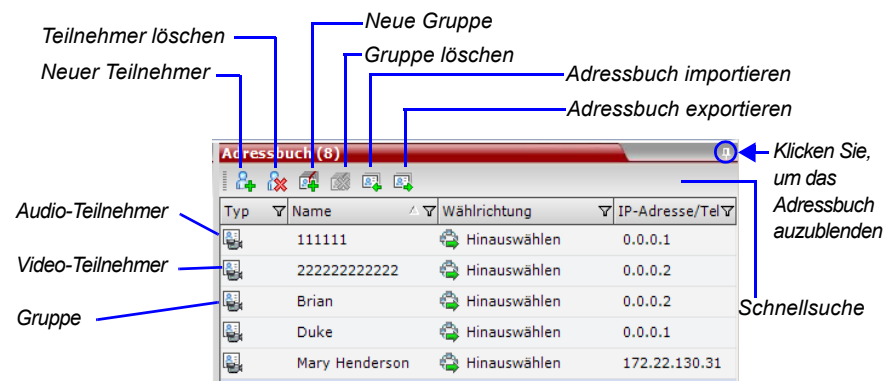 Neue Gruppe
Teilnehmer löschen
Gruppe löschen
Neuer Teilnehmer
Adressbuch importieren
Adressbuch exportieren
Adressbuch (8)
Klicken Sie,
um das
Adressbuch
auzublenden
Typ Name Wählrichtung IP-Adresse/Tel
Audio-Teilnehmer
111111 Hinauswählen 0.0.0.1
Video-Teilnehmer
222222222222 Hinauswählen 0.0.0.2
Gruppe
Brian Hinauswählen 0.0.0.2
Schnellsuche
Duke Hinauswählen 0.0.0.1
Mary Henderson Hinauswählen 172.22.130.31